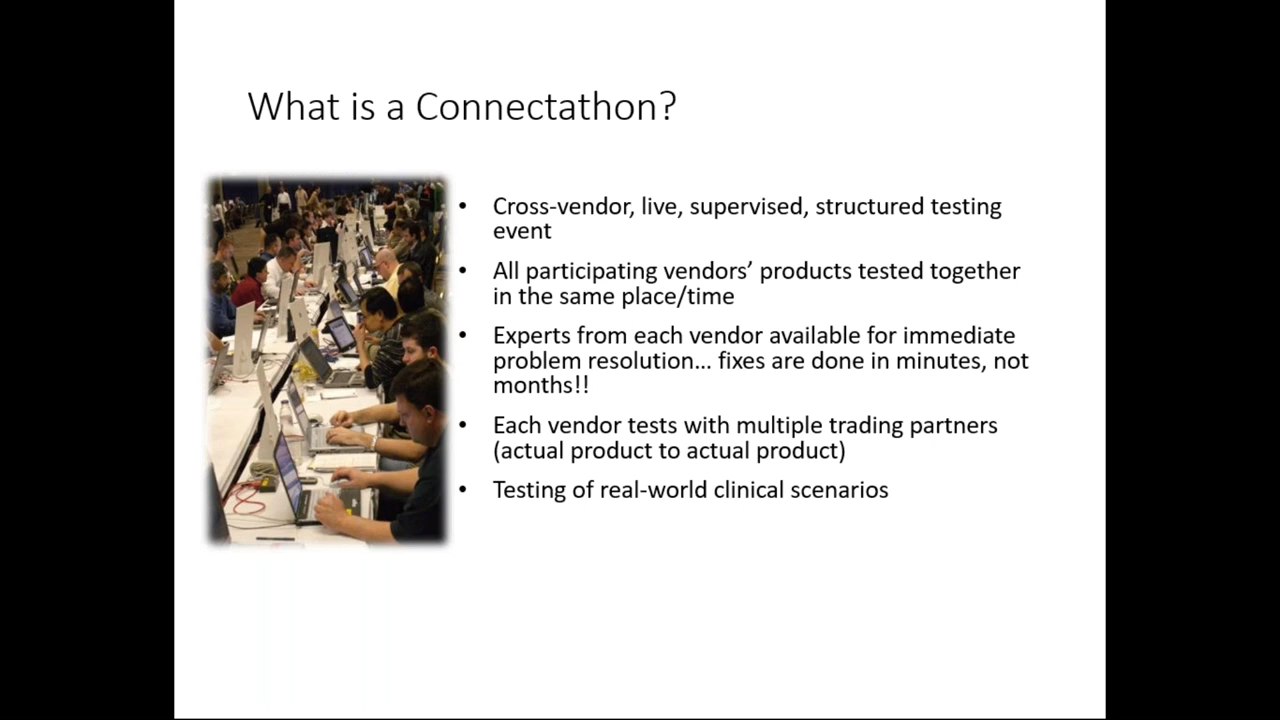 What is a Connectathon?
• Cross-vendor, live, supervised, structured testing
event
• All participating vendors’ products tested together
in the same place/time
• Experts from each vendor available for immediate
problem resolution… fixes are done in minutes, not
months!!
• Each vendor tests with multiple trading partners
(actual product to actual product)
• Testing of real-world clinical scenarios